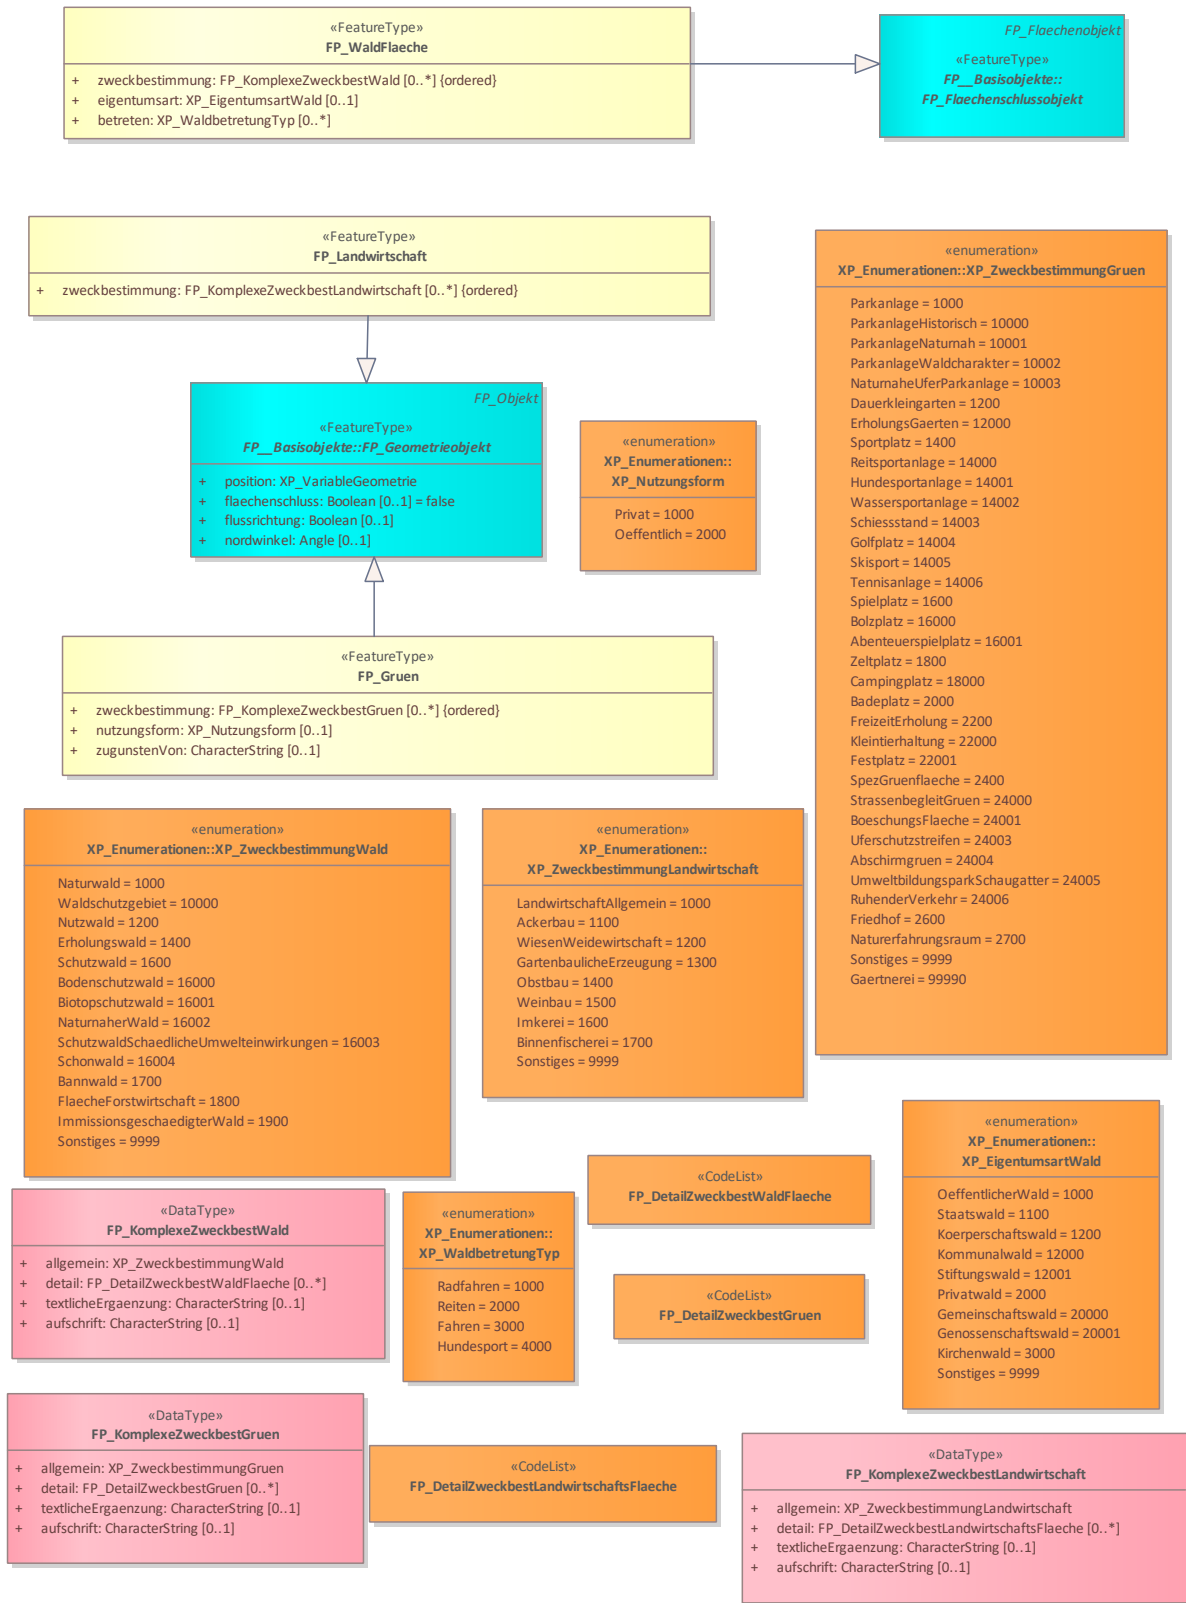 «FeatureType»
FP_WaldFlaeche
+ zweckbestimmung: FP_KomplexeZweckbestWald [0..*] {ordered}
+ eigentumsart: XP_EigentumsartWald [0..1]
+ betreten: XP_WaldbetretungTyp [0..*]
FP_Flaechenobjekt
«FeatureType»
FP__Basisobjekte::
FP_Flaechenschlussobjekt
«FeatureType»
FP_Landwirtschaft
+ zweckbestimmung: FP_KomplexeZweckbestLandwirtschaft [0..*] {ordered}
FP_Objekt
«FeatureType»
FP__Basisobjekte::FP_Geometrieobjekt
+ position: XP_VariableGeometrie
+ flaechenschluss: Boolean [0..1] = false
+ flussrichtung: Boolean [0..1]
+ nordwinkel: Angle [0..1]
«enumeration»
XP_Enumerationen::
XP_Nutzungsform
Privat = 1000
Oeffentlich = 2000
«enumeration»
XP_Enumerationen::XP_ZweckbestimmungGruen
Parkanlage = 1000
ParkanlageHistorisch = 10000
ParkanlageNaturnah = 10001
ParkanlageWaldcharakter = 10002
NaturnaheUferParkanlage = 10003
Dauerkleingarten = 1200
ErholungsGaerten = 12000
Sportplatz = 1400
Reitsportanlage = 14000
Hundesportanlage = 14001
Wassersportanlage = 14002
Schiessstand = 14003
Golfplatz = 14004
Skisport = 14005
Tennisanlage = 14006
Spielplatz = 1600
Bolzplatz = 16000
Abenteuerspielplatz = 16001
Zeltplatz = 1800
Campingplatz = 18000
Badeplatz = 2000
FreizeitErholung = 2200
Kleintierhaltung = 22000
Festplatz = 22001
SpezGruenflaeche = 2400
StrassenbegleitGruen = 24000
BoeschungsFlaeche = 24001
Uferschutzstreifen = 24003
Abschirmgruen = 24004
UmweltbildungsparkSchaugatter = 24005
RuhenderVerkehr = 24006
Friedhof = 2600
Naturerfahrungsraum = 2700
Sonstiges = 9999
Gaertnerei = 99990
«FeatureType»
FP_Gruen
+ zweckbestimmung: FP_KomplexeZweckbestGruen [0..*] {ordered}
+ nutzungsform: XP_Nutzungsform [0..1]
+ zugunstenVon: CharacterString [0..1]
«enumeration»
XP_Enumerationen::XP_ZweckbestimmungWald
Naturwald = 1000
Waldschutzgebiet = 10000
Nutzwald = 1200
Erholungswald = 1400
Schutzwald = 1600
Bodenschutzwald = 16000
Biotopschutzwald = 16001
NaturnaherWald = 16002
SchutzwaldSchaedlicheUmwelteinwirkungen = 16003
Schonwald = 16004
Bannwald = 1700
FlaecheForstwirtschaft = 1800
ImmissionsgeschaedigterWald = 1900
Sonstiges = 9999
«enumeration»
XP_Enumerationen::
XP_ZweckbestimmungLandwirtschaft
LandwirtschaftAllgemein = 1000
Ackerbau = 1100
WiesenWeidewirtschaft = 1200
GartenbaulicheErzeugung = 1300
Obstbau = 1400
Weinbau = 1500
Imkerei = 1600
Binnenfischerei = 1700
Sonstiges = 9999
«enumeration»
XP_Enumerationen::
XP_EigentumsartWald
OeffentlicherWald = 1000
Staatswald = 1100
Koerperschaftswald = 1200
Kommunalwald = 12000
Stiftungswald = 12001
Privatwald = 2000
Gemeinschaftswald = 20000
Genossenschaftswald = 20001
Kirchenwald = 3000
Sonstiges = 9999
«CodeList»
FP_DetailZweckbestWaldFlaeche
«DataType»
FP_KomplexeZweckbestWald
+ allgemein: XP_ZweckbestimmungWald
+ detail: FP_DetailZweckbestWaldFlaeche [0..*]
+ textlicheErgaenzung: CharacterString [0..1]
+ aufschrift: CharacterString [0..1]
«enumeration»
XP_Enumerationen::
XP_WaldbetretungTyp
Radfahren = 1000
Reiten = 2000
Fahren = 3000
Hundesport = 4000
«CodeList»
FP_DetailZweckbestGruen
«DataType»
FP_KomplexeZweckbestGruen
+ allgemein: XP_ZweckbestimmungGruen
+ detail: FP_DetailZweckbestGruen [0..*]
+ textlicheErgaenzung: CharacterString [0..1]
+ aufschrift: CharacterString [0..1]
«CodeList»
FP_DetailZweckbestLandwirtschaftsFlaeche
«DataType»
FP_KomplexeZweckbestLandwirtschaft
+ allgemein: XP_ZweckbestimmungLandwirtschaft
+ detail: FP_DetailZweckbestLandwirtschaftsFlaeche [0..*]
+ textlicheErgaenzung: CharacterString [0..1]
+ aufschrift: CharacterString [0..1]